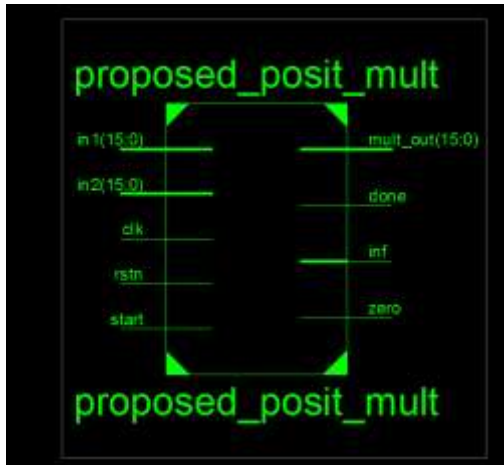 proposed_posit_mult
in1(15:0)
mult_out(15:0)
in2(15:0)
done
clk
inf
rstn
zero
start
proposed_posit_mult